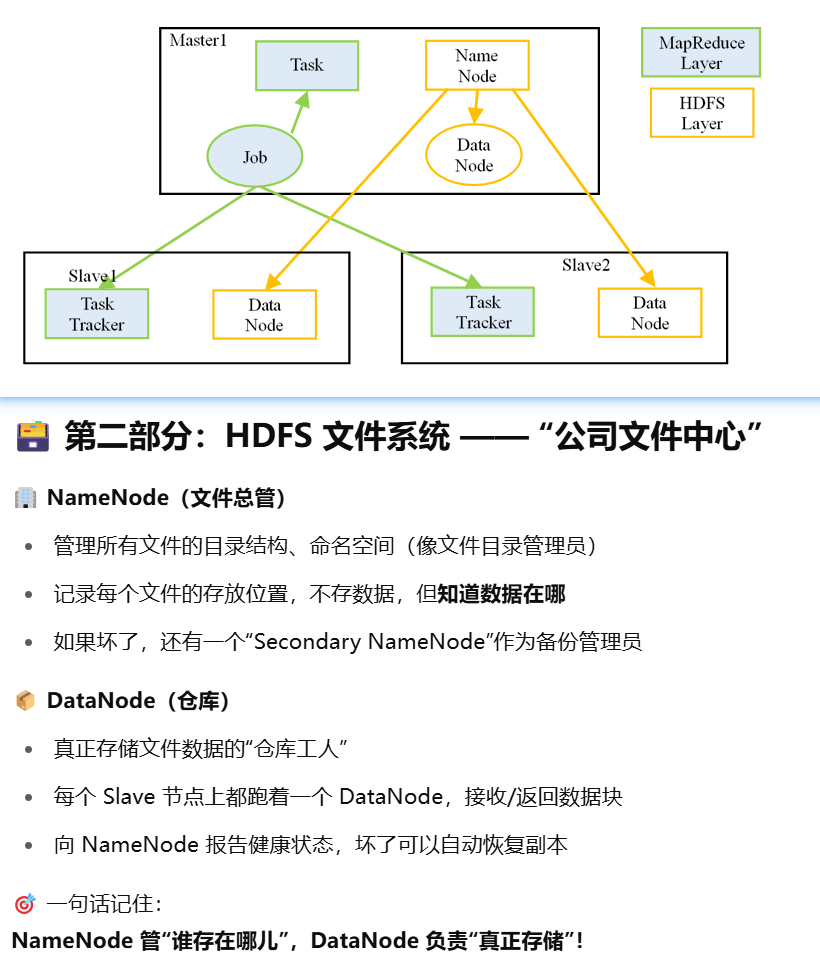 Master1
Task
Name
Node
MapReduce
Layer
HDFS
Layer
Job
Data
Node
Slave1
Task
Tracker
Data
Node
Slave2
Task
Tracker
Data
Node
第二部分：HDFS 文件系统 —— “公司文件中心”
NameNode（文件总管）
管理所有文件的目录结构、命名空间（像文件目录管理员）
记录每个文件的存放位置，不存数据，但知道数据在哪
如果坏了，还有一个“Secondary NameNode”作为备份管理员
DataNode（仓库）
真正存储文件数据的“仓库工人”
每个 Slave 节点上都跑着一个 DataNode，接收/返回数据块
向 NameNode 报告健康状态，坏了可以自动恢复副本
一句话记住：
NameNode 管“谁存在哪儿”，DataNode 负责“真正存储”！